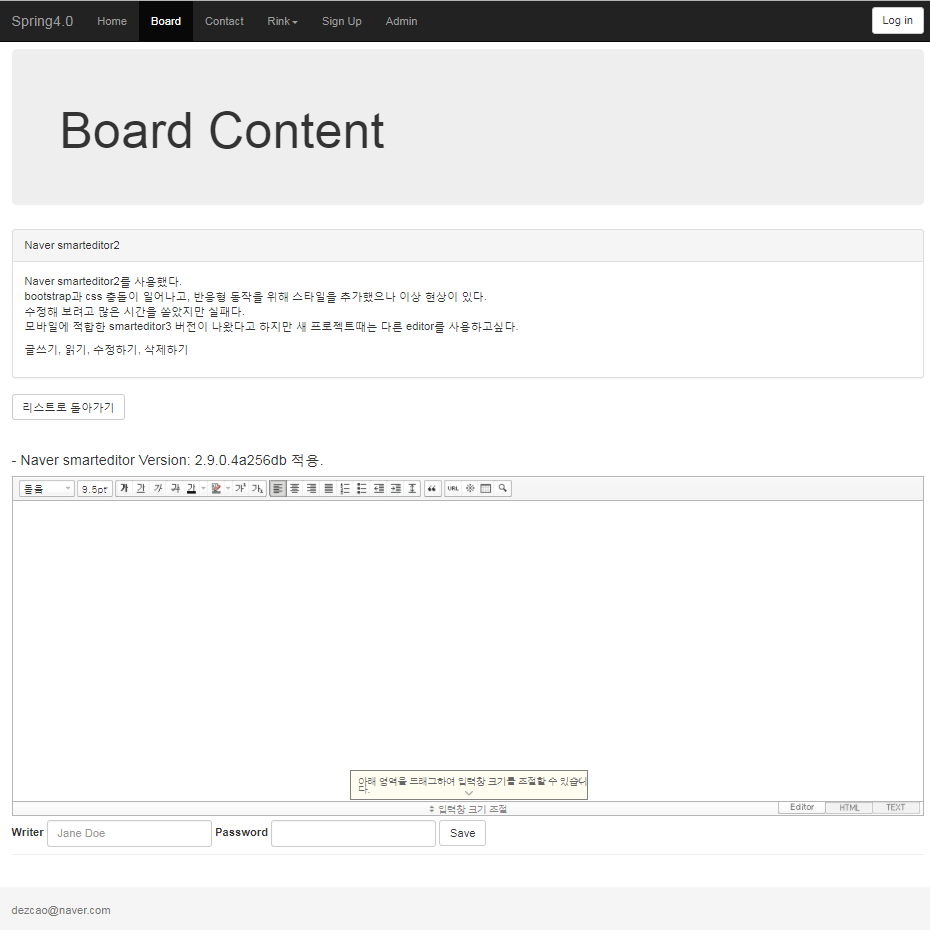 Spring4.0 Home Board Contact Rink Sign Up Admin Log in
Board Content
Naver smarteditor2
Naver smarteditor2를 사용했다.
bootstrap과 css 충돌이 일어나고, 반응형 동작을 위해 스타일을 추가했으나 이상 현상이 있다.
수정해 보려고 많은 시간을 쏟았지만 실패다.
모바일에 적합한 smarteditor3 버전이 나왔다고 하지만 새 프로젝트때는 다른 editor를 사용하고싶다.
글쓰기, 읽기, 수정하기, 삭제하기
리스트로 돌아가기
- Naver smarteditor Version: 2.9.0.4a256db 적용.
돋움 9.5pt 가 가 가 가 가 가 가¹ 가₁ URL
아래 영역을 드래그하여 입력창 크기를 조절할 수 있습니
다.
입력창 크기 조절 Editor HTML TEXT
Writer Jane Doe Password Save
dezcao@naver.com